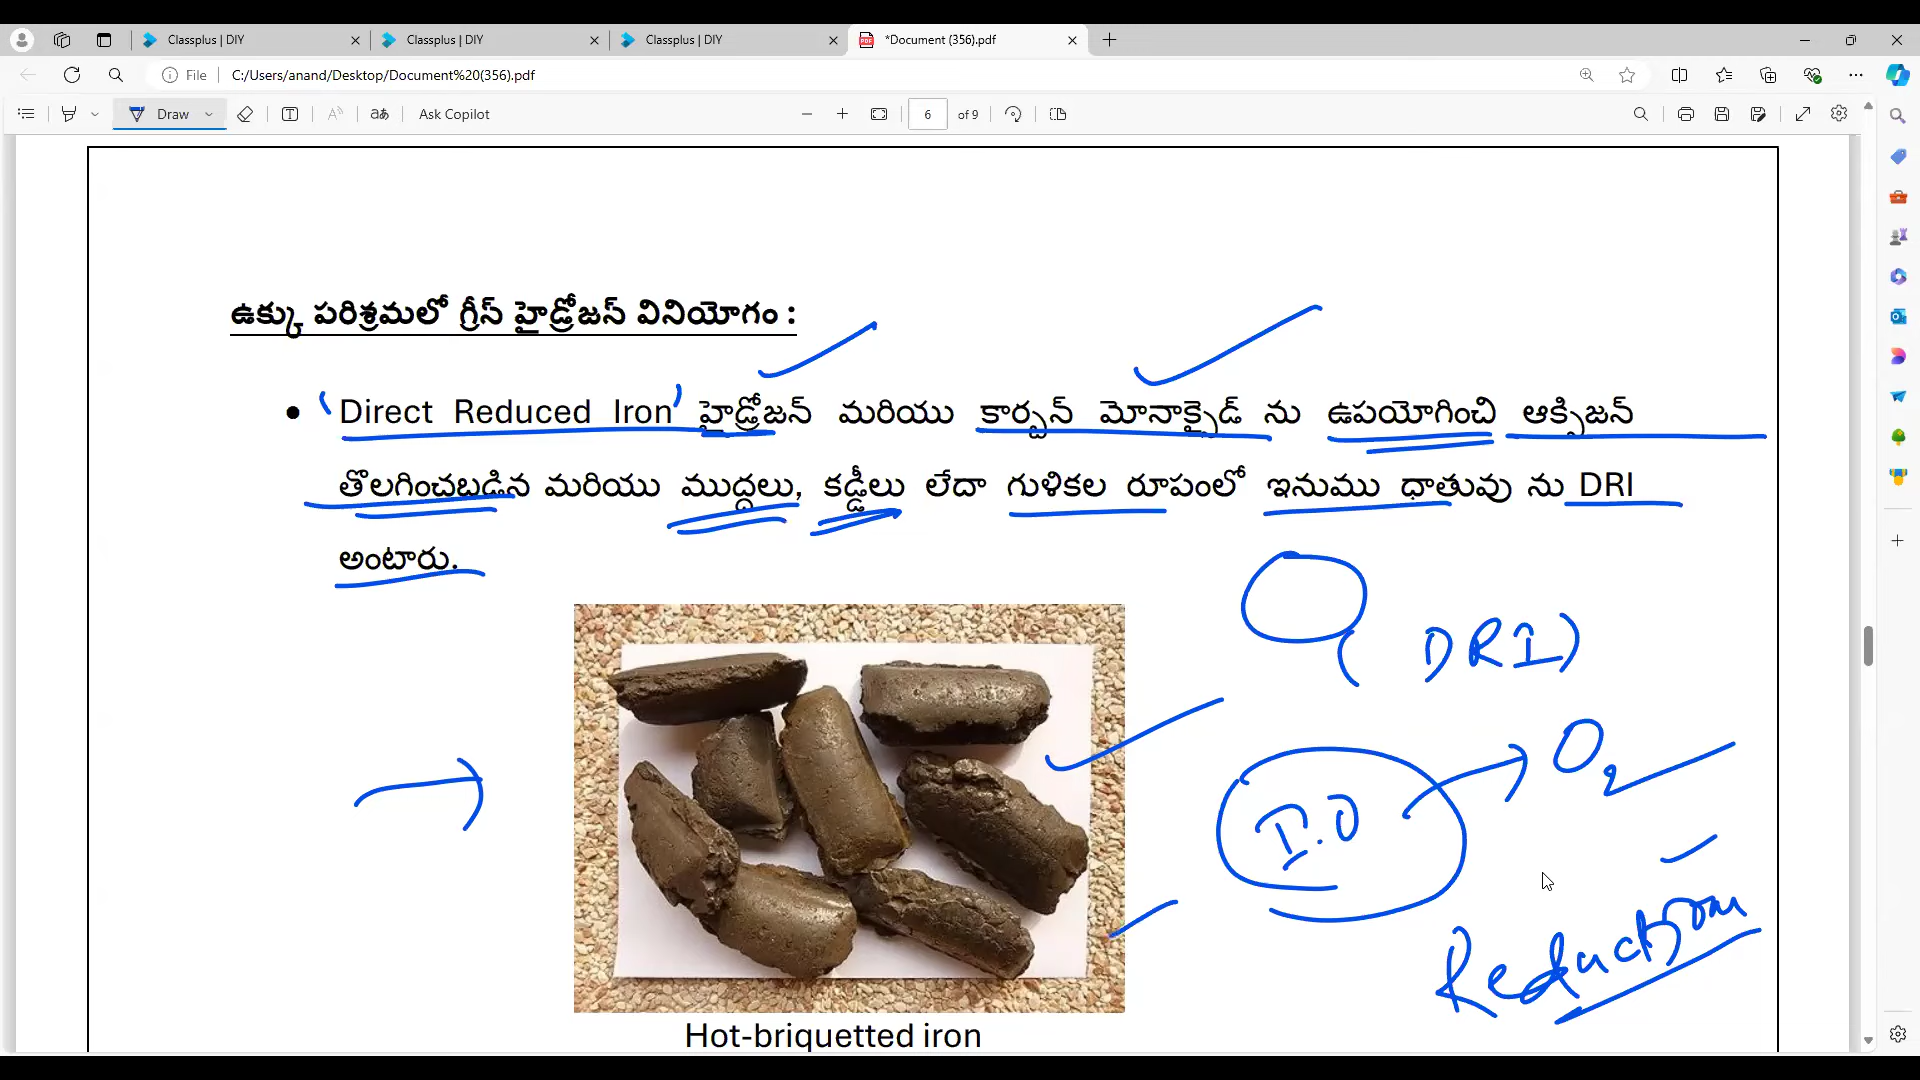 Classplus | DIY
Classplus | DIY
Classplus | DIY
*Document (356).pdf
File
C:/Users/anand/Desktop/Document%20(356).pdf
Draw
Ask Copilot
6 of 9
ఉక్కు పరిశ్రమలో గ్రీస్ హైడ్రోజన్ వినియోగం :
• 'Direct Reduced Iron' హైడ్రోజన్ మరియు కార్బన్ మోనాక్సైడ్ ను ఉపయోగించి ఆక్సిజన్
తొలగించబడిన మరియు ముద్దలు, కడ్డీలు లేదా గుళికల రూపంలో ఇనుము ధాతువు ను DRI
అంటారు.
(DRI)
I.O
O2
Reduction
Hot-briquetted iron